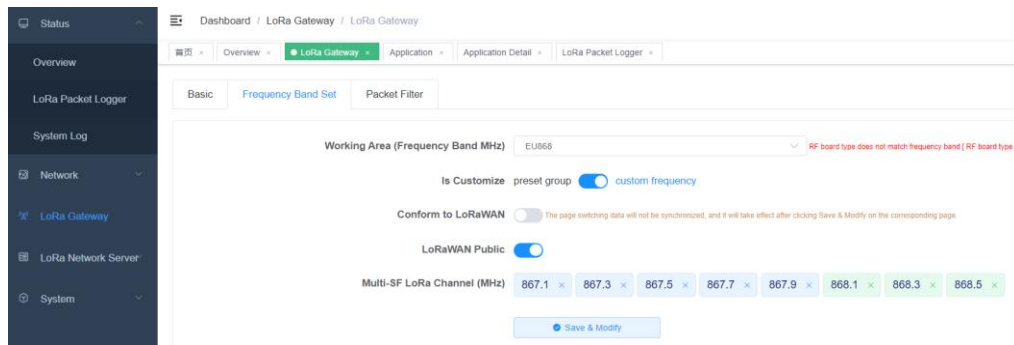 Status
Overview
LoRa Packet Logger
System Log
Network
LoRa Gateway
LoRa Network Server
System
Dashboard / LoRa Gateway / LoRa Gateway
首页 × Overview × LoRa Gateway × Application × Application Detail × LoRa Packet Logger ×
Basic Frequency Band Set Packet Filter
Working Area (Frequency Band MHz) EU868 RF board type does not match frequency band [ RF board type
Is Customize preset group custom frequency
Conform to LoRaWAN The page switching data will not be synchronized, and it will take effect after clicking Save & Modify on the corresponding page.
LoRaWAN Public
Multi-SF LoRa Channel (MHz) 867.1 × 867.3 × 867.5 × 867.7 × 867.9 × 868.1 × 868.3 × 868.5 ×
Save & Modify